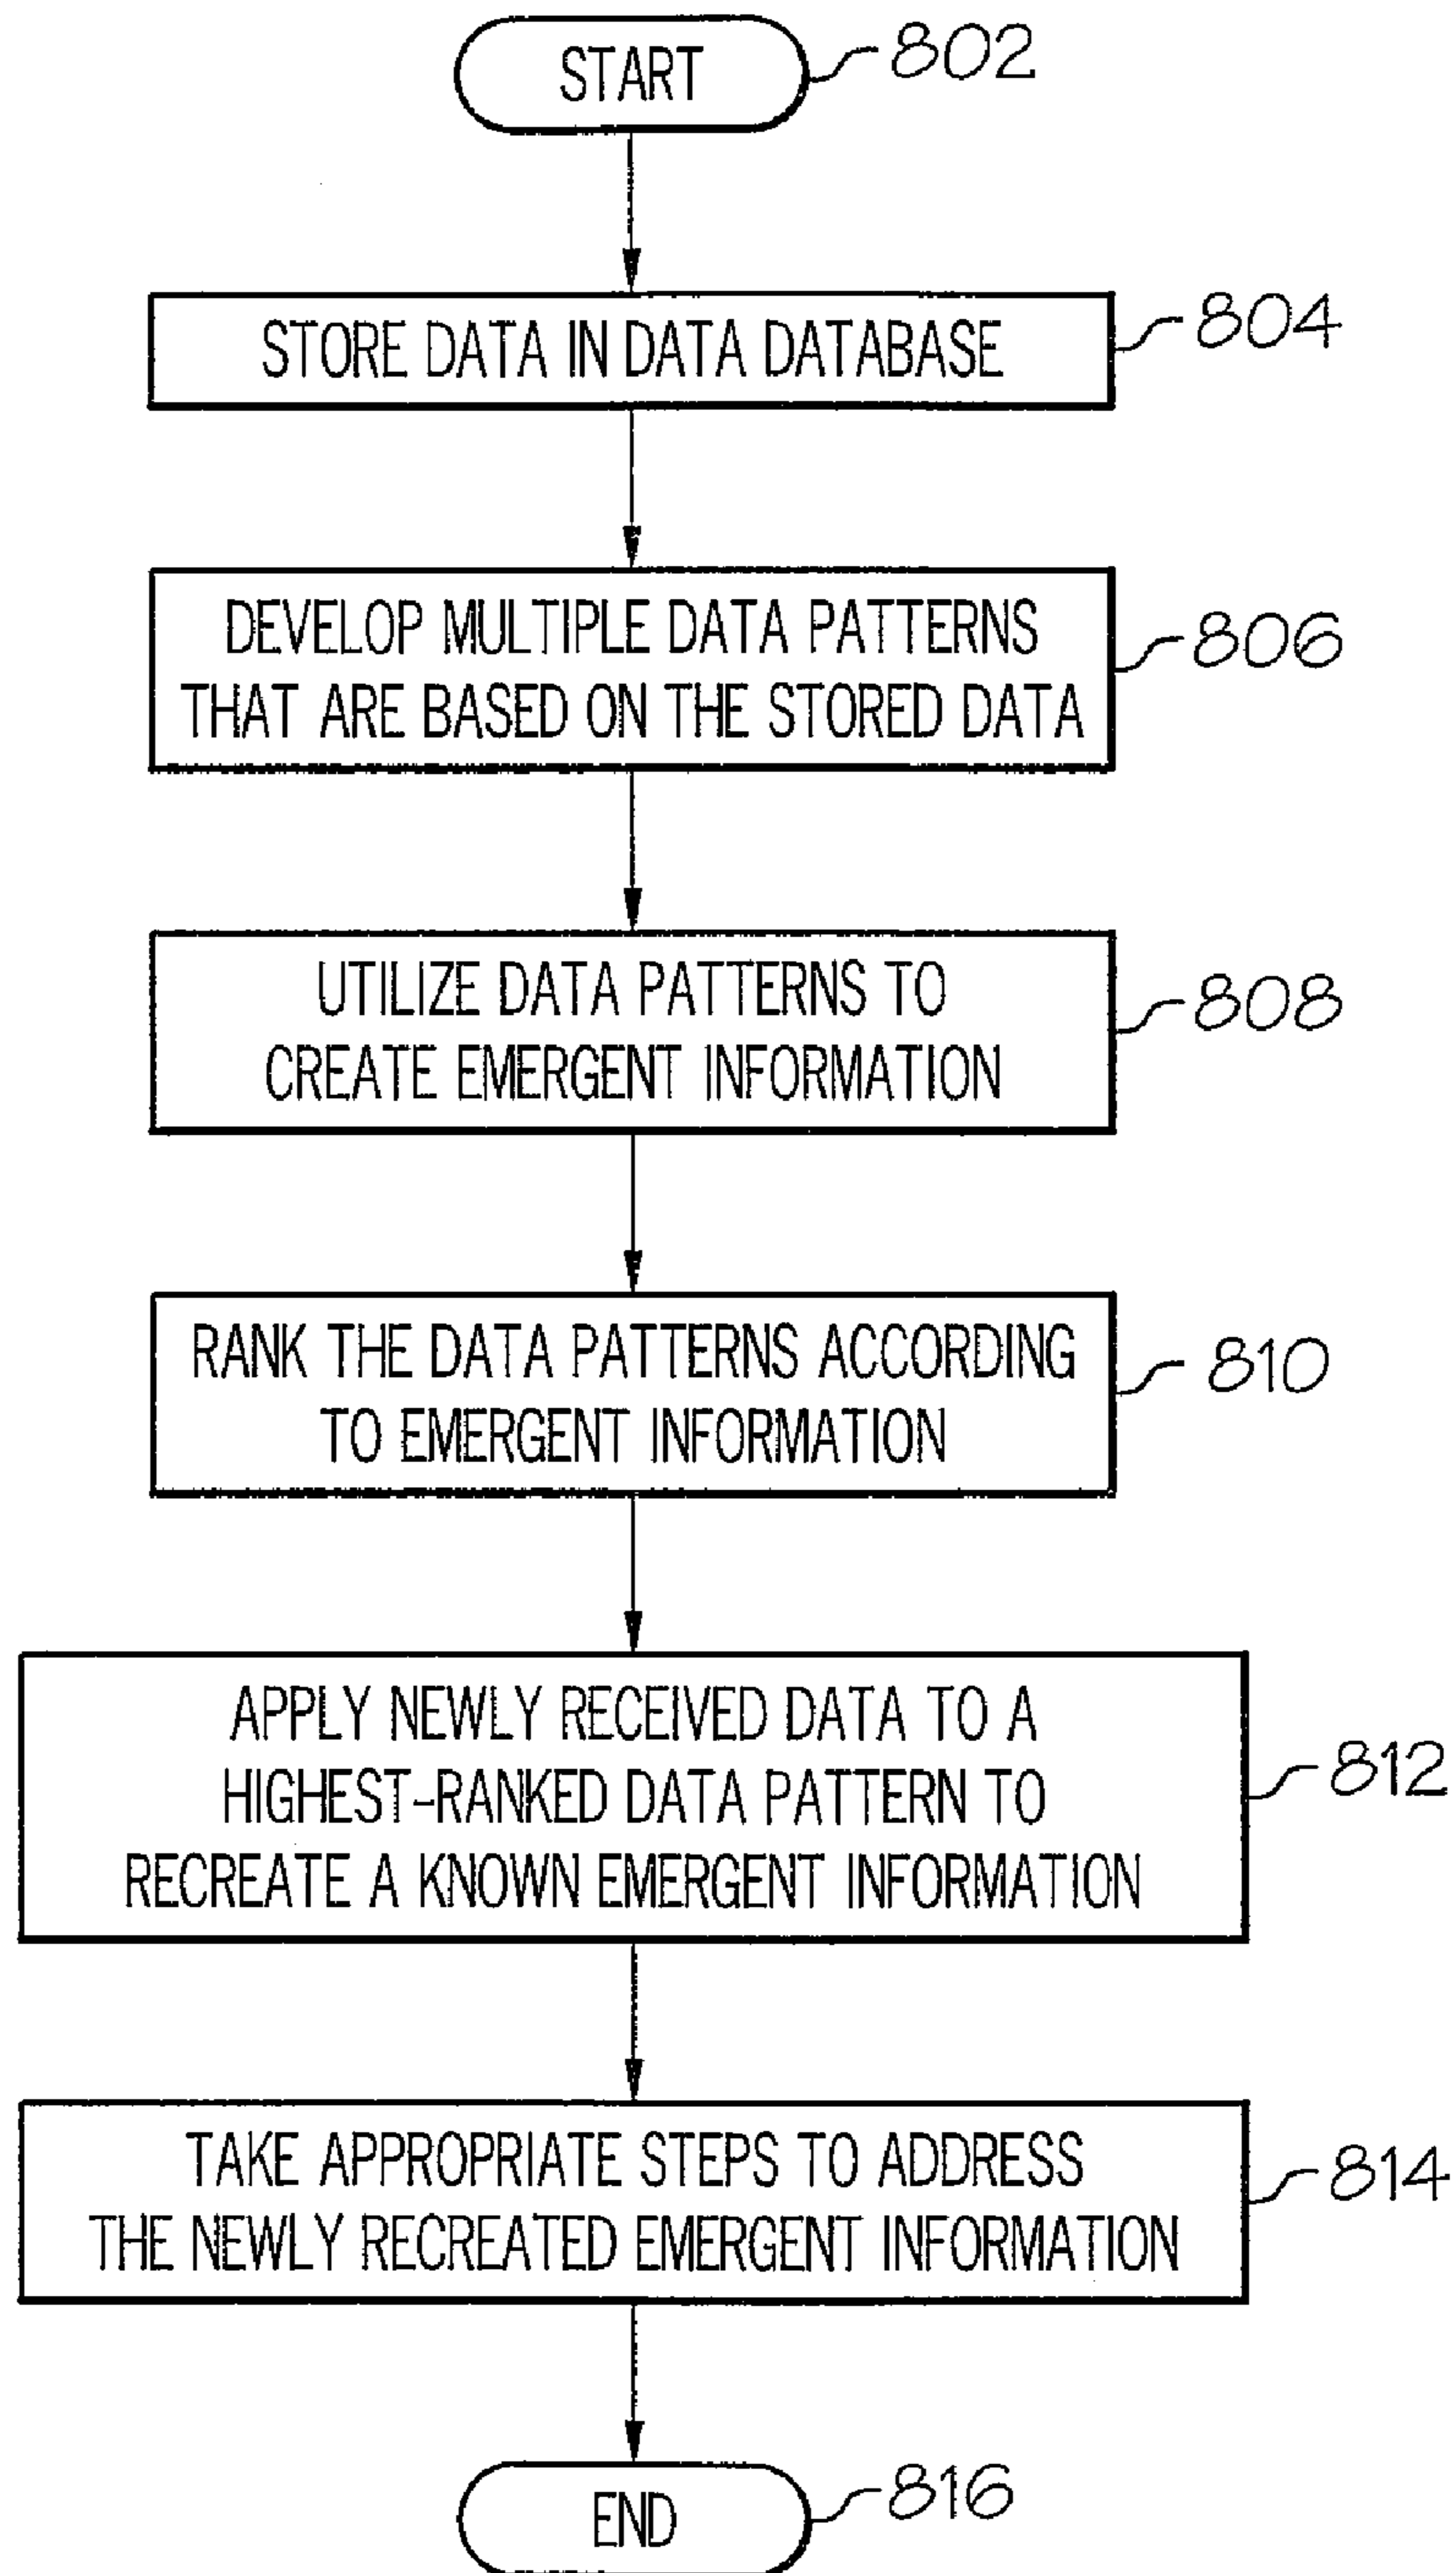 START
802
STORE DATA IN DATA DATABASE
804
DEVELOP MULTIPLE DATA PATTERNS
THAT ARE BASED ON THE STORED DATA
806
UTILIZE DATA PATTERNS TO
CREATE EMERGENT INFORMATION
808
RANK THE DATA PATTERNS ACCORDING
TO EMERGENT INFORMATION
810
APPLY NEWLY RECEIVED DATA TO A
HIGHEST-RANKED DATA PATTERN TO
RECREATE A KNOWN EMERGENT INFORMATION
812
TAKE APPROPRIATE STEPS TO ADDRESS
THE NEWLY RECREATED EMERGENT INFORMATION
814
END
816